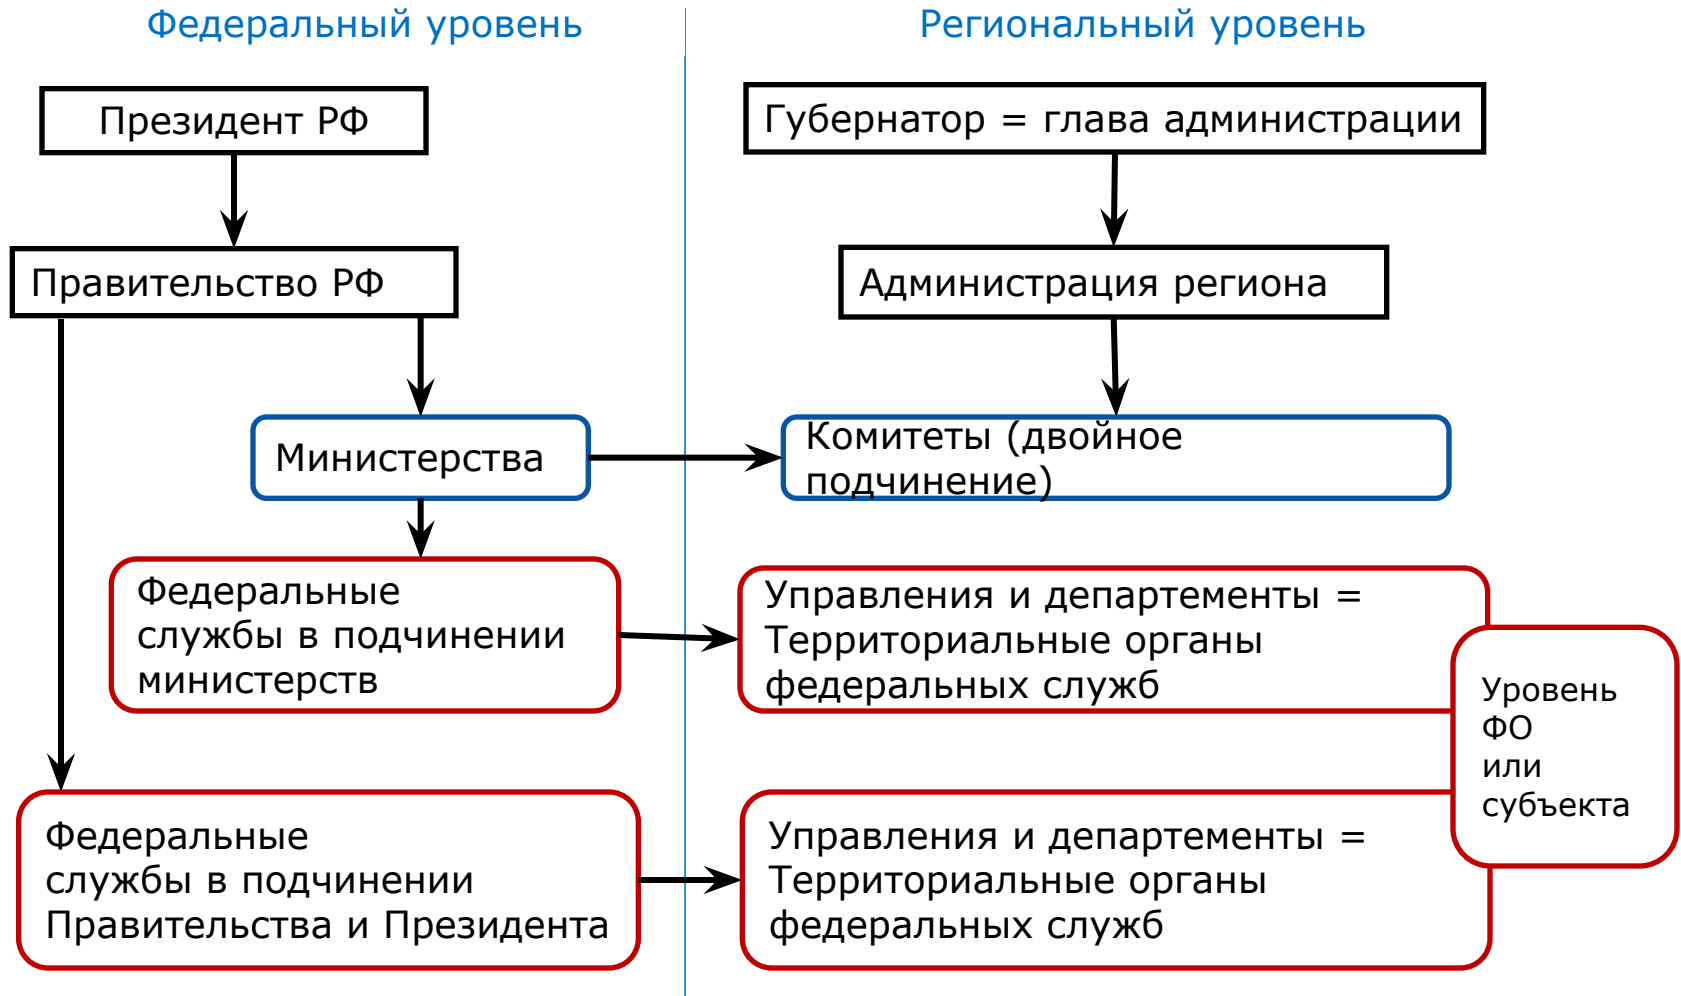 Федеральный уровень
Региональный уровень
Президент РФ
Губернатор = глава администрации
Правительство РФ
Администрация региона
Министерства
Комитеты (двойное
подчинение)
Федеральные
службы в подчинении
министерств
Управления и департементы =
Территориальные органы
федеральных служб
Уровень
ФО
или
субъекта
Федеральные
службы в подчинении
Правительства и Президента
Управления и департементы =
Территориальные органы
федеральных служб